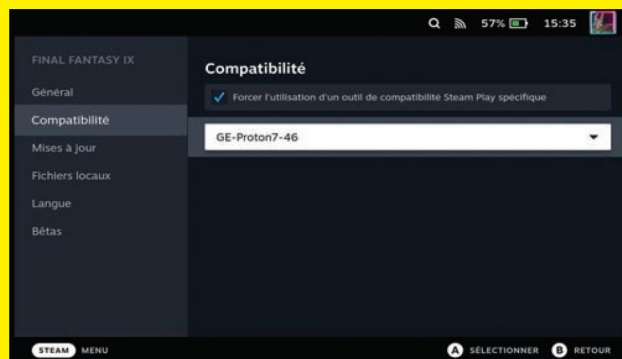 57% 15:35
FINAL FANTASY IX
Général
Compatibilité
Mises à jour
Fichiers locaux
Langue
Bêtas
Compatibilité
Forcer l'utilisation d'un outil de compatibilité Steam Play spécifique
GE-Proton7-46
STEAM MENU
A SÉLECTIONNER B RETOUR